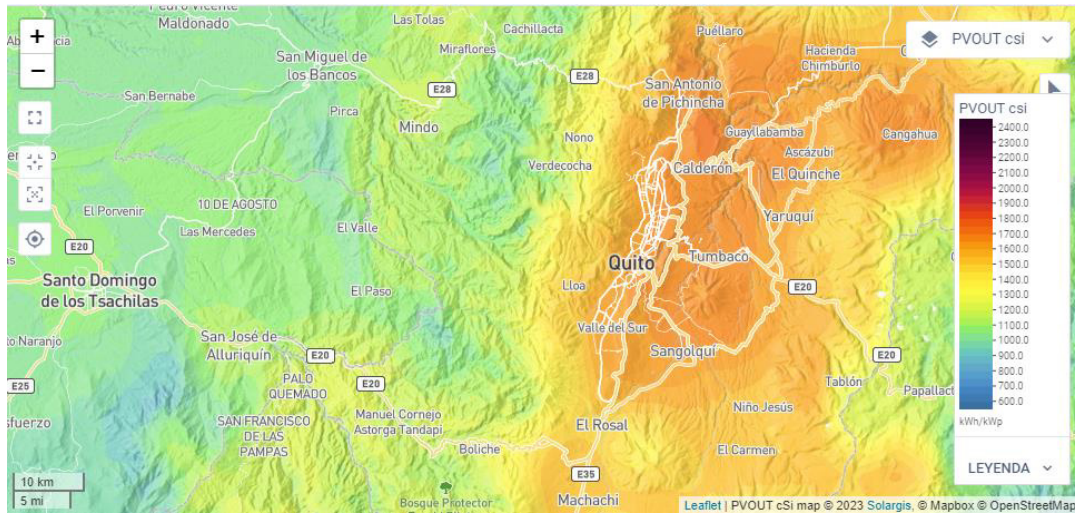 Pedro Vicente
Maldonado
Las Tolas
Cachillacta
Puéllaro
+
−
PVOUT csi
Miraflores
San Miguel de
los Bancos
Hacienda
Chimburlo
E28
San Antonio
de Pichincha
San Bernabe
E28
Pirca
Mindo
Nono
Guayllabamba
Cangahua
Verdecocha
Calderón
Ascázubi
El Quinche
El Porvenir
10 DE AGOSTO
Yaruquí
Las Mercedes
El Valle
E20
Quito
Tumbaco
Santo Domingo
de los Tsachilas
El Paso
Lloa
E20
to Naranjo
San José de
Alluriquín
Valle del Sur
Sangolquí
E20
E20
E25
PALO
QUEMADO
E20
Tablón
Papallact
sfuerzo
SAN FRANCISCO
DE LAS
PAMPAS
Manuel Cornejo
Astorga Tandapi
Niño Jesús
El Rosal
Boliche
El Carmen
E35
Machachi
Bosque Protector
10 km
5 mi
PVOUT csi
2400.0
2300.0
2200.0
2100.0
2000.0
1900.0
1800.0
1700.0
1600.0
1500.0
1400.0
1300.0
1200.0
1100.0
1000.0
900.0
800.0
700.0
600.0
kWh/kWp
LEYENDA
Leaflet | PVOUT cSi map © 2023 Solargis, © Mapbox © OpenStreetMap